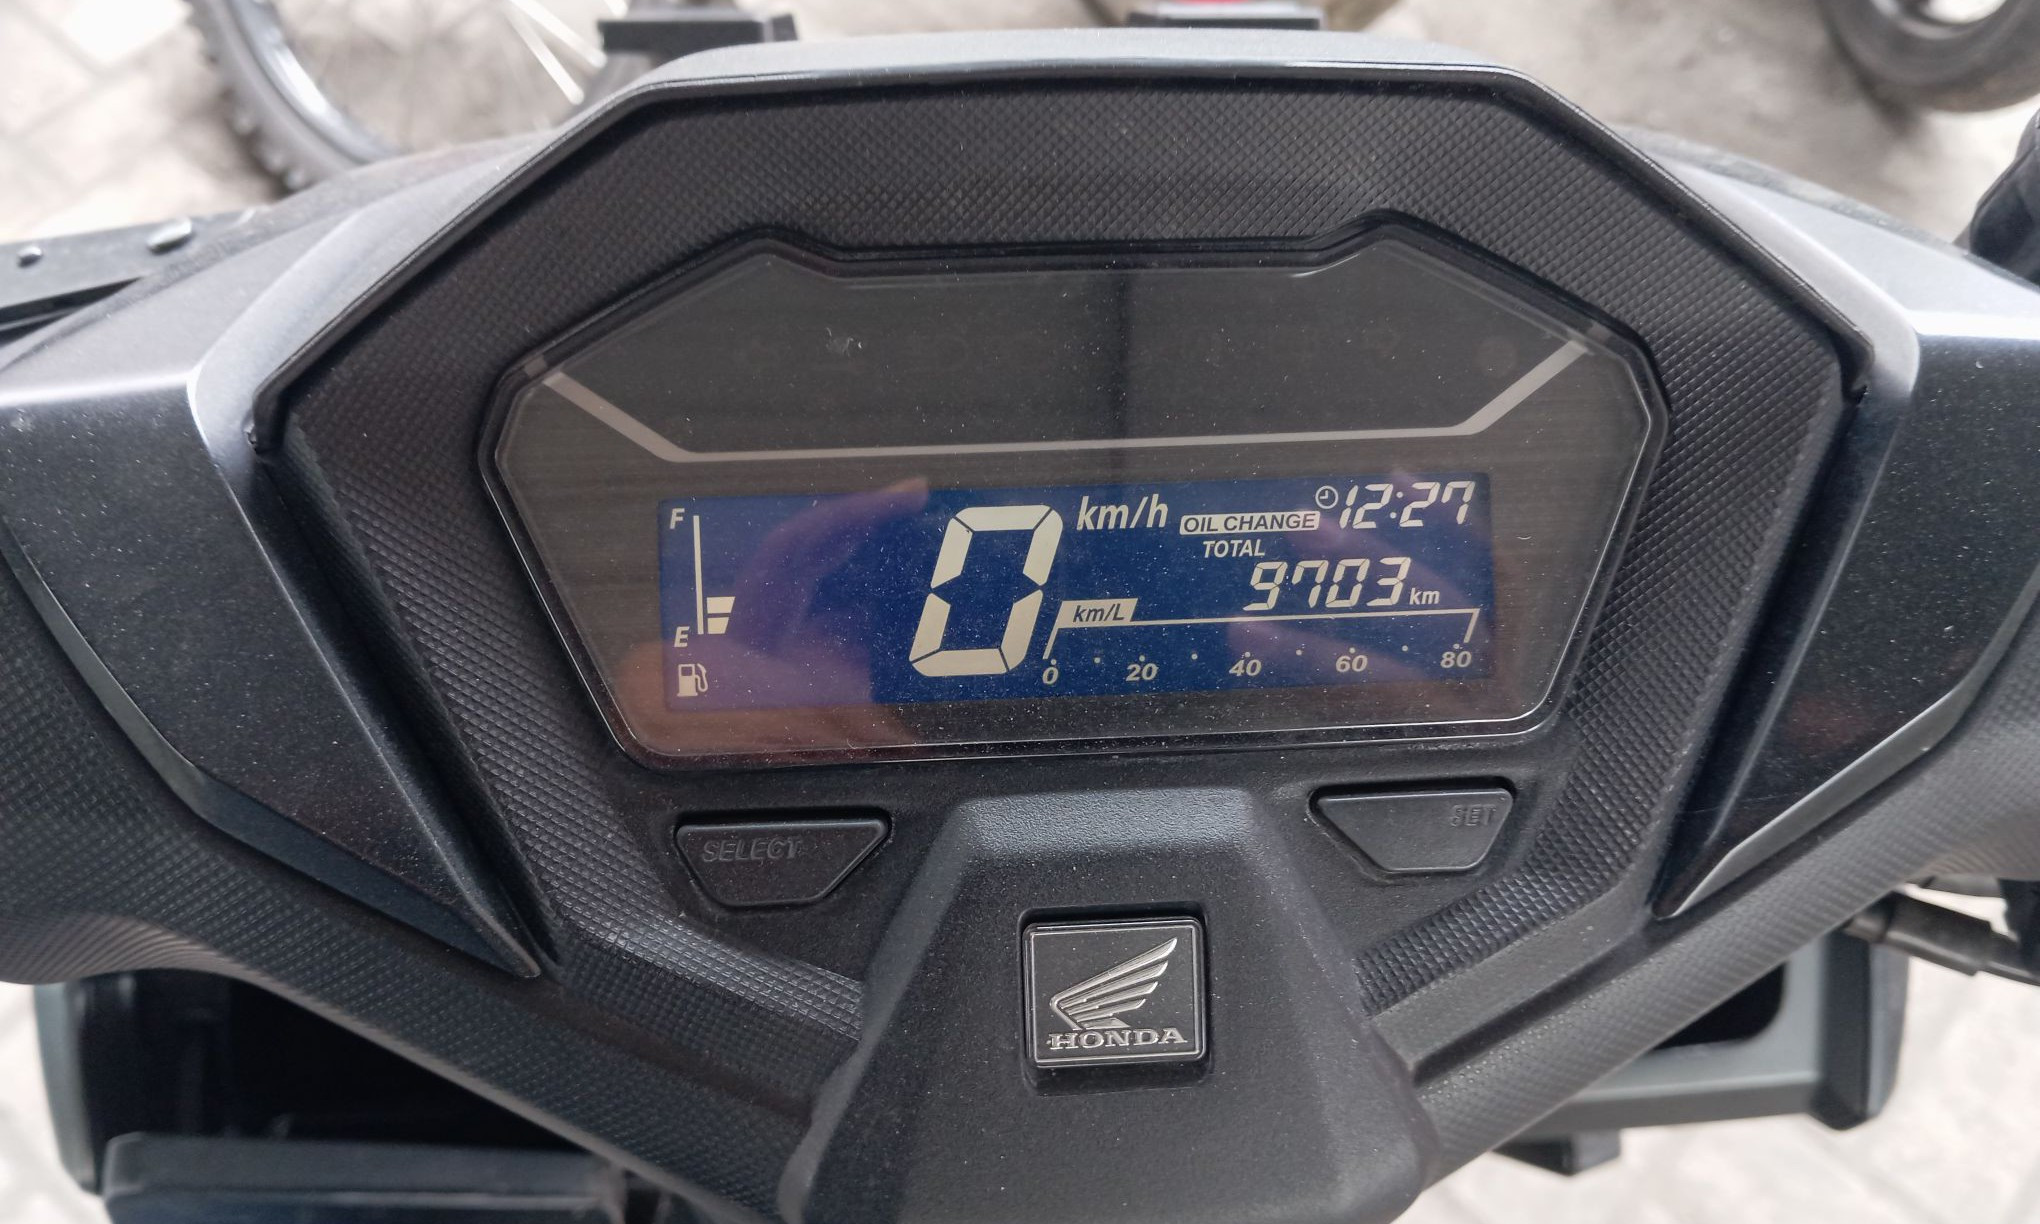 F
km/h
OIL CHANGE
12:27
TOTAL
9703 km
0
km/L
E
0 20 40 60 80
SELECT
SET
HONDA